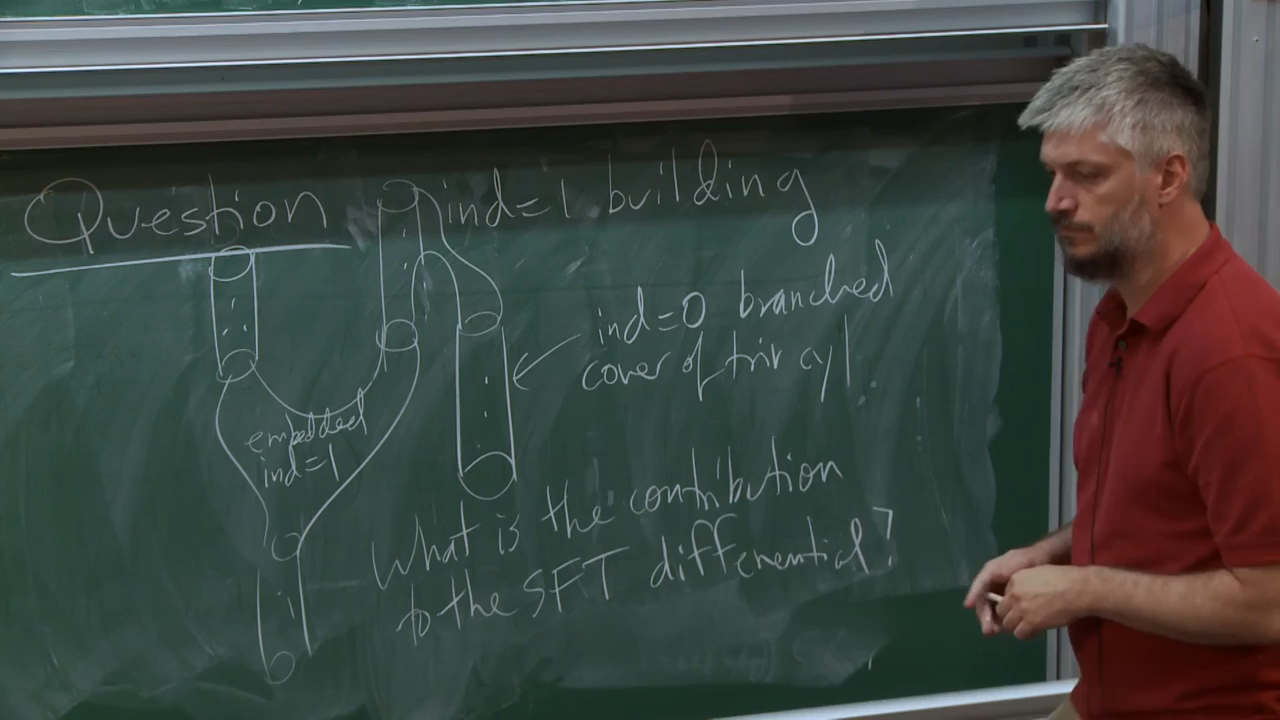 Question
ind=1 building
ind=0 branched
cover of triv cyl
embedded
ind=1
What is the contribution
to the SFT differential?